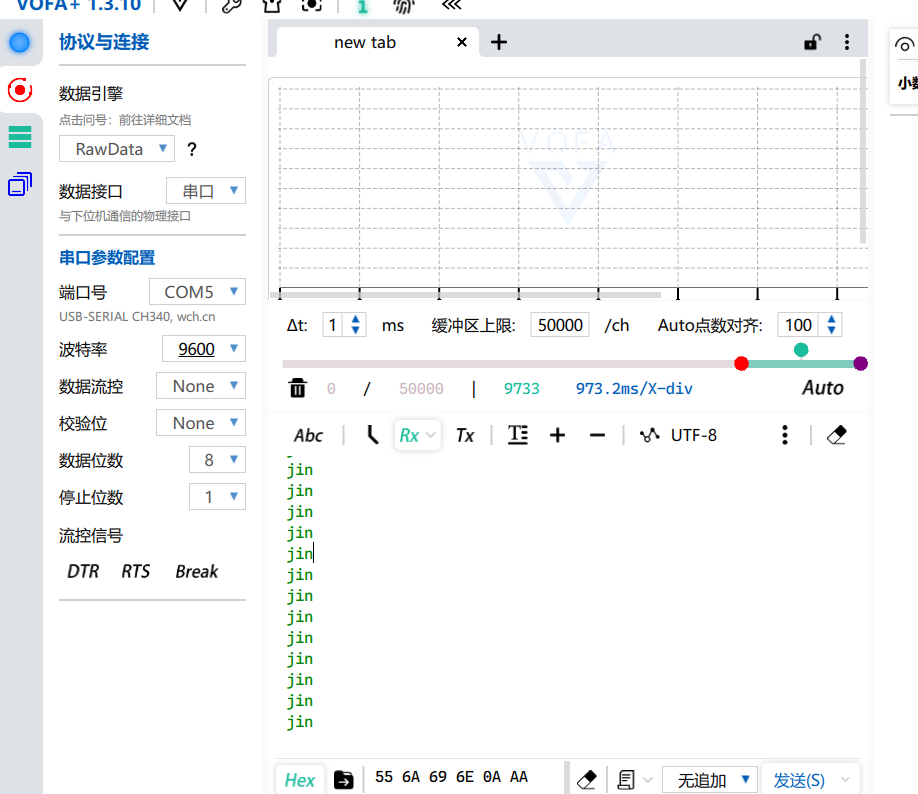 VOFA+ 1.3.10
协议与连接
new tab
小数
数据引擎
点击问号：前往详细文档
RawData ?
数据接口 串口
与下位机通信的物理接口
串口参数配置
端口号 COM5
USB-SERIAL CH340, wch.cn
波特率 9600
数据流控 None
校验位 None
数据位数 8
停止位数 1
流控信号
DTR RTS Break
VOFA
Δt: 1 ms 缓冲区上限: 50000 /ch Auto点数对齐: 100
0 / 50000 | 9733 973.2ms/X-div Auto
Abc Rx Tx UTF-8
jin
jin
jin
jin
jin
jin
jin
jin
jin
jin
jin
jin
jin
Hex 55 6A 69 6E 0A AA 无追加 发送(S)